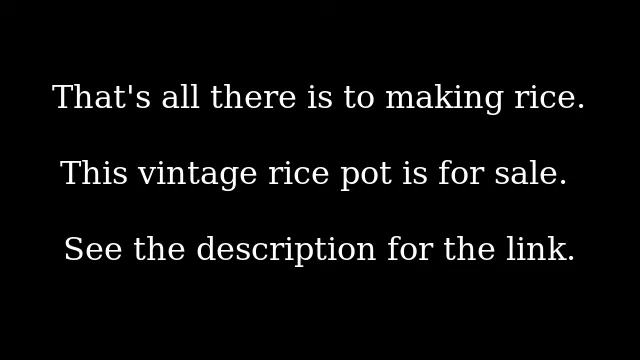 That's all there is to making rice.
This vintage rice pot is for sale.
See the description for the link.